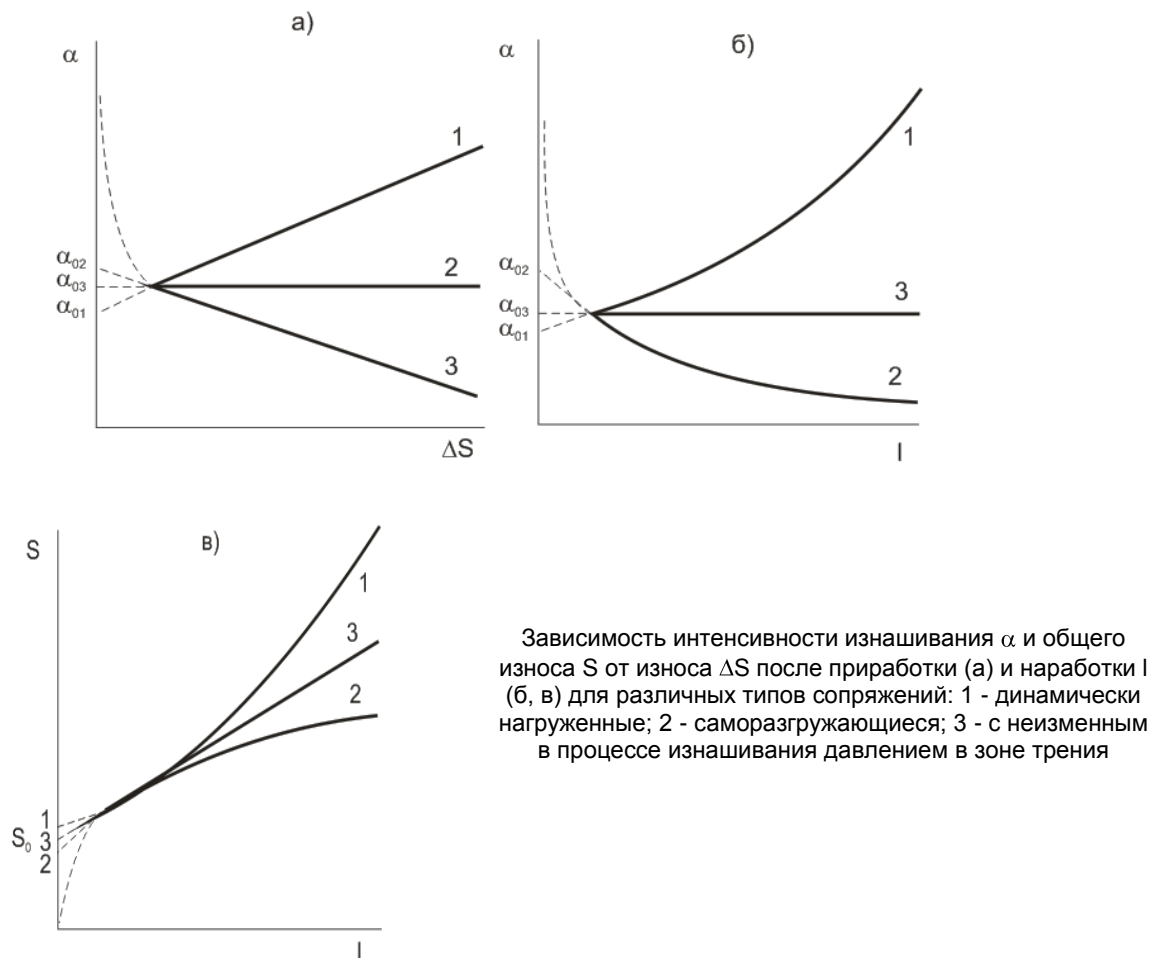 а)
α
1
α₀₂
α₀₃
α₀₁
2
3
ΔS
б)
α
1
α₀₂
α₀₃
α₀₁
3
2
l
в)
S
1
3
2
1
S₀ 3
2
l
Зависимость интенсивности изнашивания α и общего
износа S от износа ΔS после приработки (а) и наработки l
(б, в) для различных типов сопряжений: 1 - динамически
нагруженные; 2 - саморазгружающиеся; 3 - с неизменным
в процессе изнашивания давлением в зоне трения